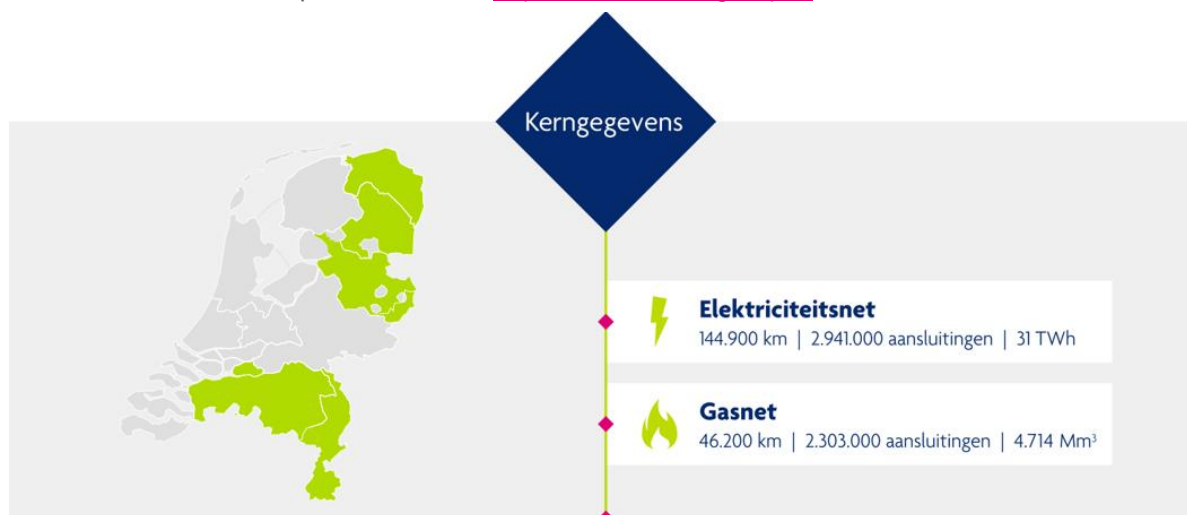 Kerngegevens
Elektriciteitsnet
144.900 km | 2.941.000 aansluitingen | 31 TWh
Gasnet
46.200 km | 2.303.000 aansluitingen | 4.714 Mm³